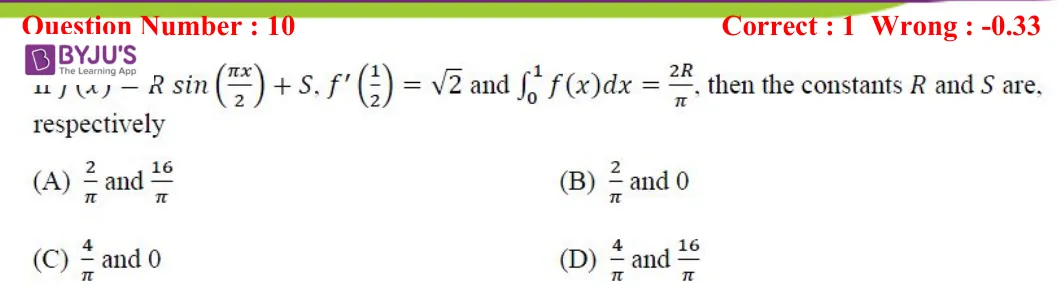 Question Number : 10 Correct : 1 Wrong : -0.33
BYJU'S
The Learning App
R sin (πx/2) + S, f′(1/2) = √2 and ∫₀¹ f(x)dx = 2R/π, then the constants R and S are,
respectively
(A) 2/π and 16/π (B) 2/π and 0
(C) 4/π and 0 (D) 4/π and 16/π